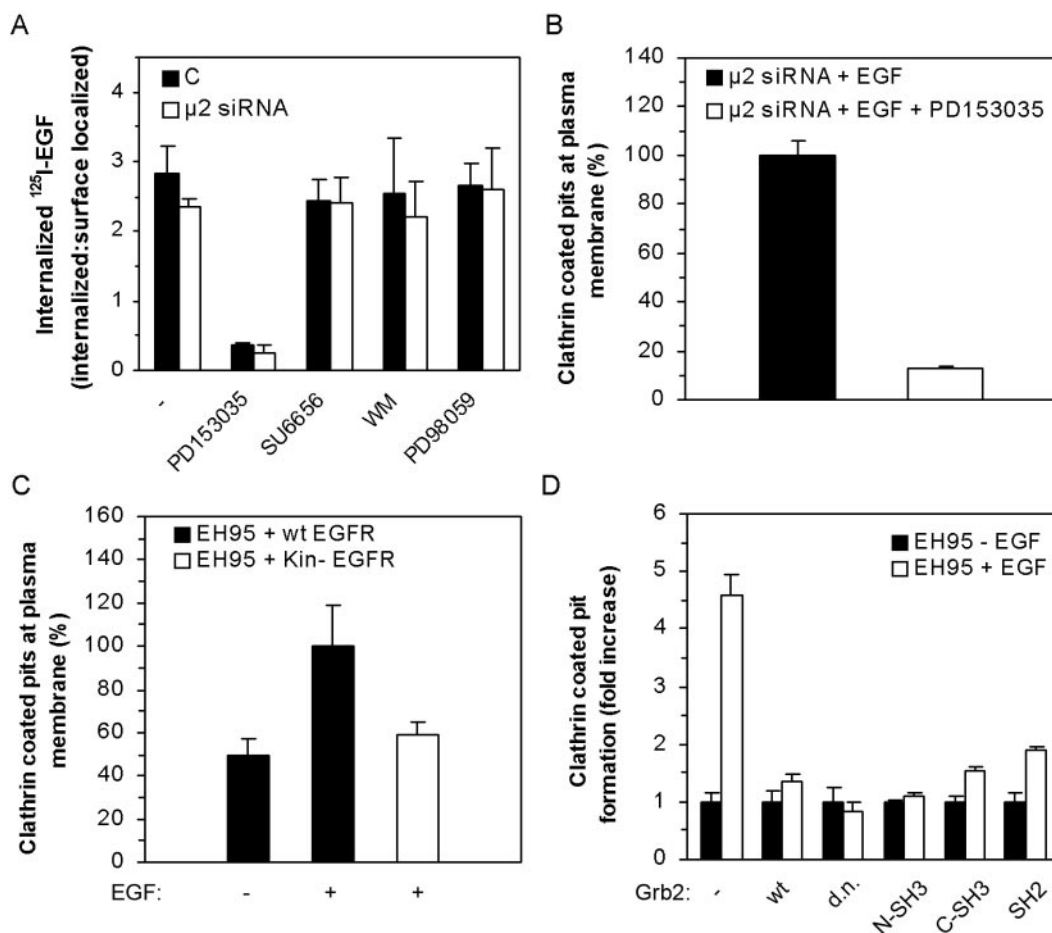 A
C
µ2 siRNA
Internalized ¹²⁵I-EGF
(internalized:surface localized)
4
3
2
1
0
-
PD153035
SU6656
WM
PD98059
B
µ2 siRNA + EGF
µ2 siRNA + EGF + PD153035
Clathrin coated pits at plasma
membrane (%)
140
120
100
80
60
40
20
0
C
EH95 + wt EGFR
EH95 + Kin- EGFR
Clathrin coated pits at plasma
membrane (%)
160
140
120
100
80
60
40
20
0
EGF: - + +
D
EH95 - EGF
EH95 + EGF
Clathrin coated pit
formation (fold increase)
6
5
4
3
2
1
0
Grb2: - wt d.n. N-SH3 C-SH3 SH2